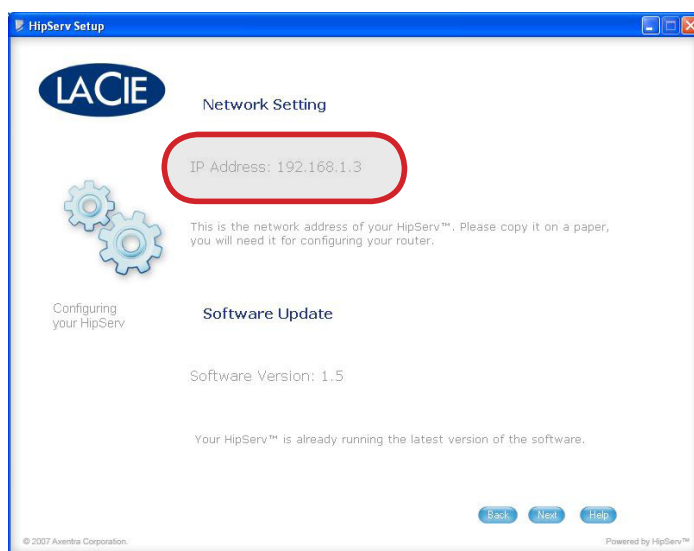 HipServ Setup
LACIE
Network Setting
IP Address: 192.168.1.3
This is the network address of your HipServ™. Please copy it on a paper,
you will need it for configuring your router.
Configuring
your HipServ
Software Update
Software Version: 1.5
Your HipServ™ is already running the latest version of the software.
Back Next Help
© 2007 Axentra Corporation.
Powered by HipServ™